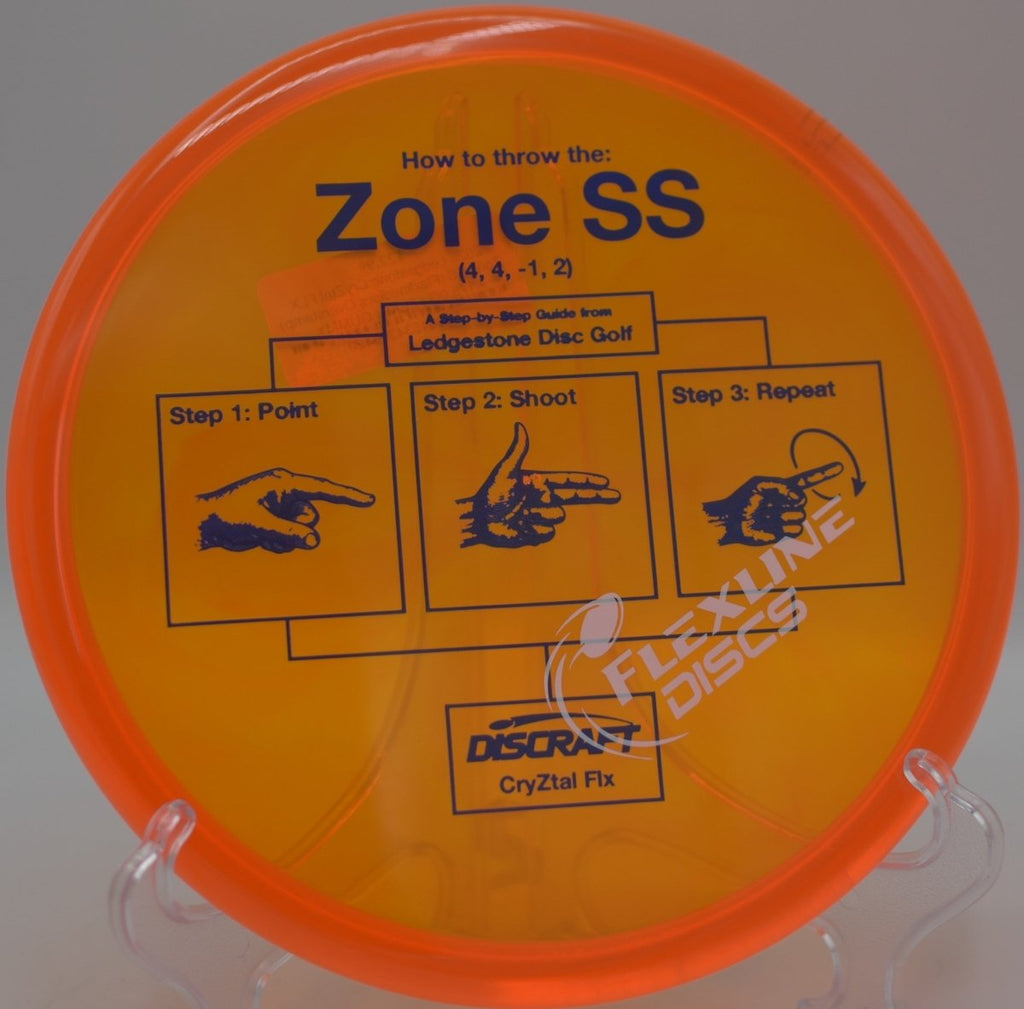 How to throw the:
Zone SS
(4, 4, -1, 2)
A Step-by-Step Guide from
Ledgestone Disc Golf
Step 1: Point
Step 2: Shoot
Step 3: Repeat
FLEXLINE
DISCS
DISCRAFT
CryZtal Flx